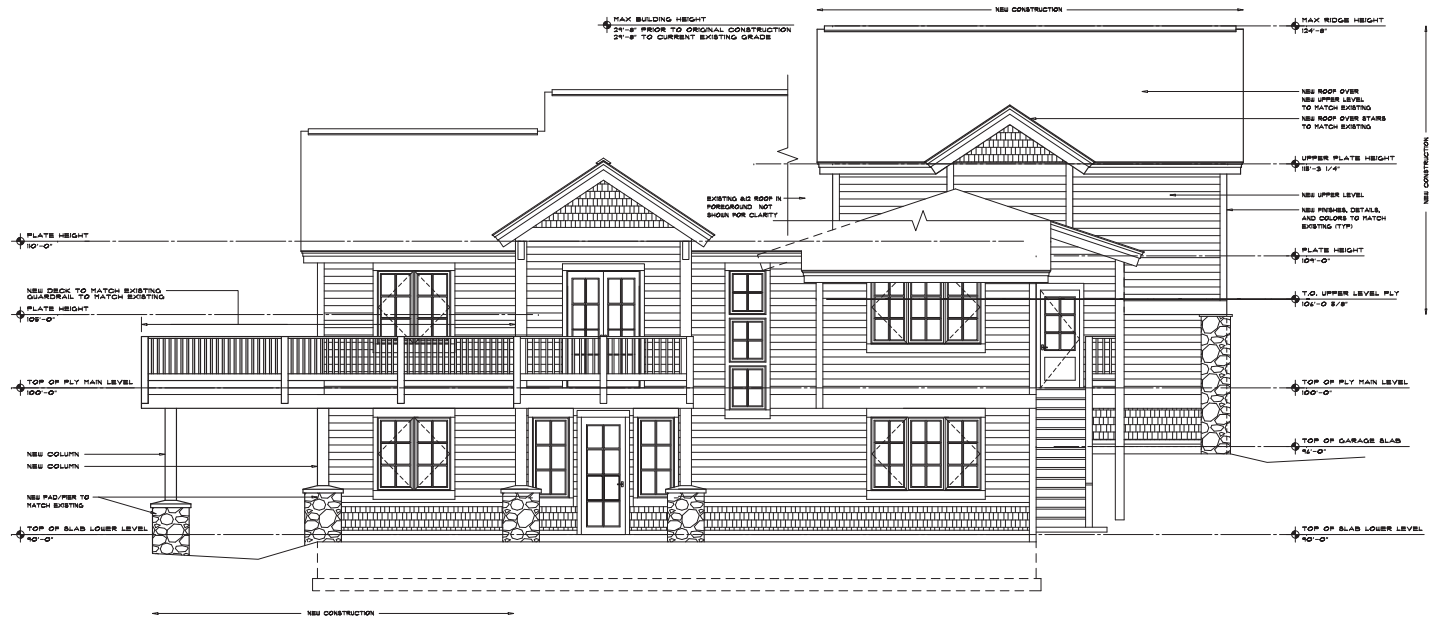 NEW CONSTRUCTION
MAX BUILDING HEIGHT
29'-8" PRIOR TO ORIGINAL CONSTRUCTION
29'-8" TO CURRENT EXISTING GRADE
MAX RIDGE HEIGHT
124'-8"
NEW ROOF OVER
NEW UPPER LEVEL
TO MATCH EXISTING
NEW ROOF OVER STAIRS
TO MATCH EXISTING
NEW CONSTRUCTION
UPPER PLATE HEIGHT
118'-3 1/4"
EXISTING 8:12 ROOF IN
FOREGROUND NOT
SHOWN FOR CLARITY
NEW UPPER LEVEL
NEW FINISHES, DETAILS,
AND COLORS TO MATCH
EXISTING (TYP)
PLATE HEIGHT
110'-0"
PLATE HEIGHT
109'-0"
NEW DECK TO MATCH EXISTING
GUARDRAIL TO MATCH EXISTING
PLATE HEIGHT
105'-0"
T.O. UPPER LEVEL PLY
106'-0 5/8"
TOP OF PLY MAIN LEVEL
100'-0"
TOP OF PLY MAIN LEVEL
100'-0"
TOP OF GARAGE SLAB
96'-0"
NEW COLUMN
NEW COLUMN
NEW PAD/PIER TO
MATCH EXISTING
TOP OF SLAB LOWER LEVEL
90'-0"
TOP OF SLAB LOWER LEVEL
90'-0"
NEW CONSTRUCTION